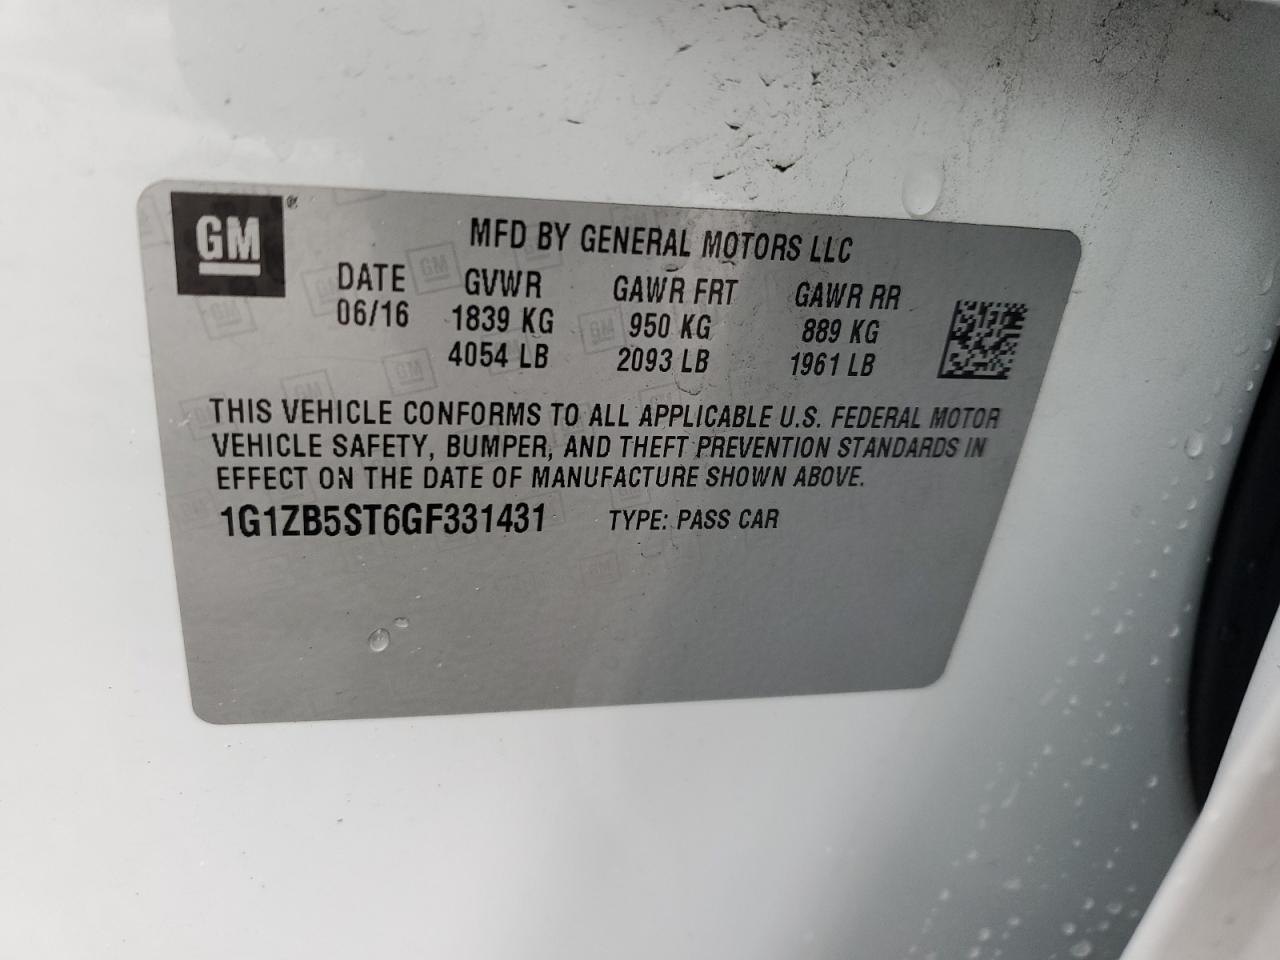 GM®
MFD BY GENERAL MOTORS LLC
DATE GVWR GAWR FRT GAWR RR
06/16 1839 KG 950 KG 889 KG
4054 LB 2093 LB 1961 LB
THIS VEHICLE CONFORMS TO ALL APPLICABLE U.S. FEDERAL MOTOR
VEHICLE SAFETY, BUMPER, AND THEFT PREVENTION STANDARDS IN
EFFECT ON THE DATE OF MANUFACTURE SHOWN ABOVE.
1G1ZB5ST6GF331431 TYPE: PASS CAR